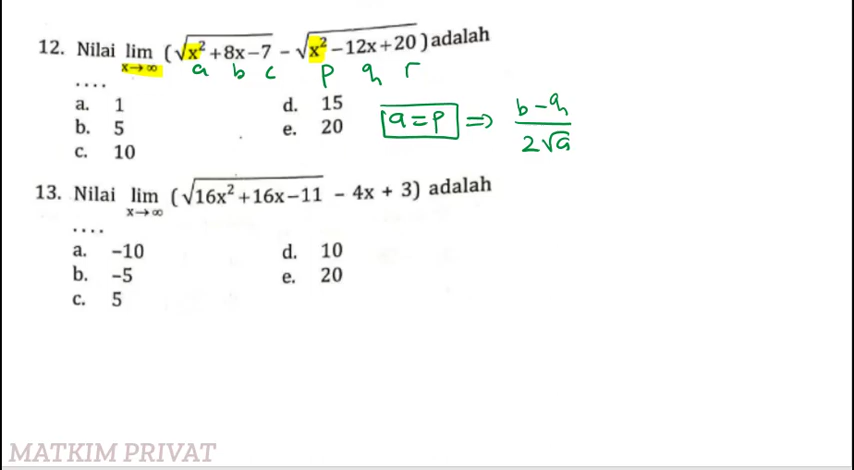 12. Nilai lim (√x² + 8x – 7 – √x² – 12x + 20) adalah
x→∞
a b c p q r
....
a. 1 d. 15
b. 5 e. 20
c. 10
a = p ⇒ b - q
2√a
13. Nilai lim (√16x² + 16x – 11 – 4x + 3) adalah
x→∞
....
a. –10 d. 10
b. –5 e. 20
c. 5
MATKIM PRIVAT